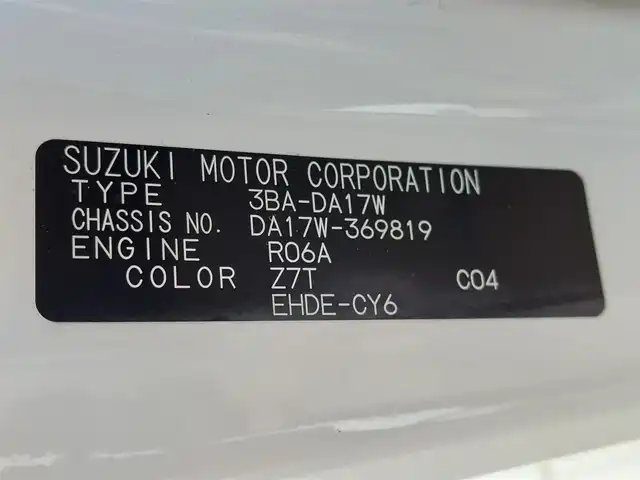 SUZUKI MOTOR CORPORATION
TYPE 3BA-DA17W
CHASSIS NO. DA17W-369819
ENGINE R06A
COLOR Z7T C04
EHDE-CY6